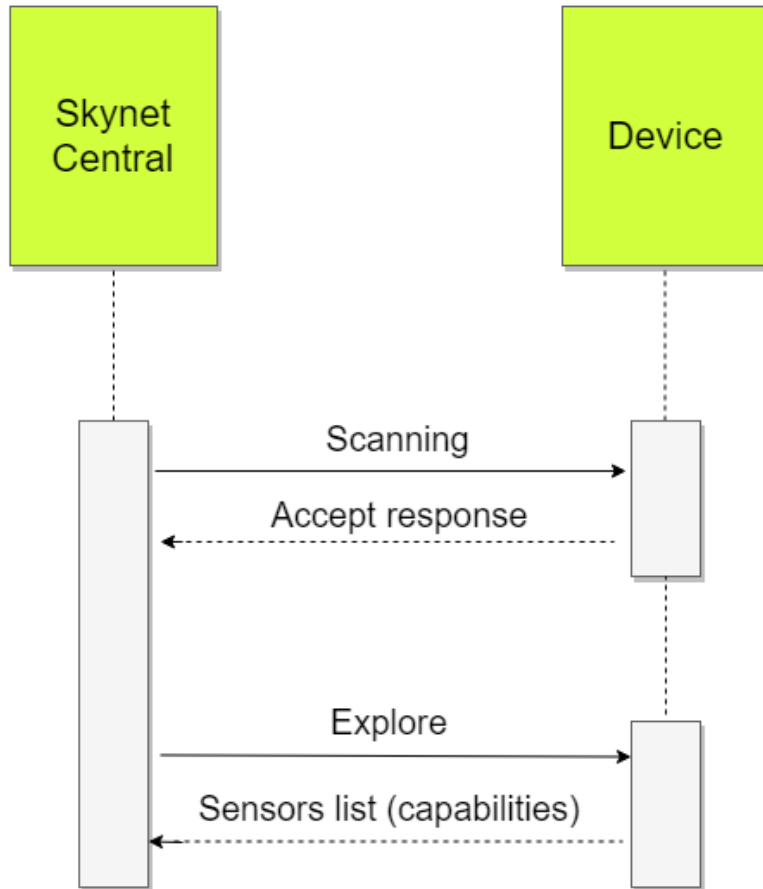 Skynet
Central
Device
Scanning
Accept response
Explore
Sensors list (capabilities)